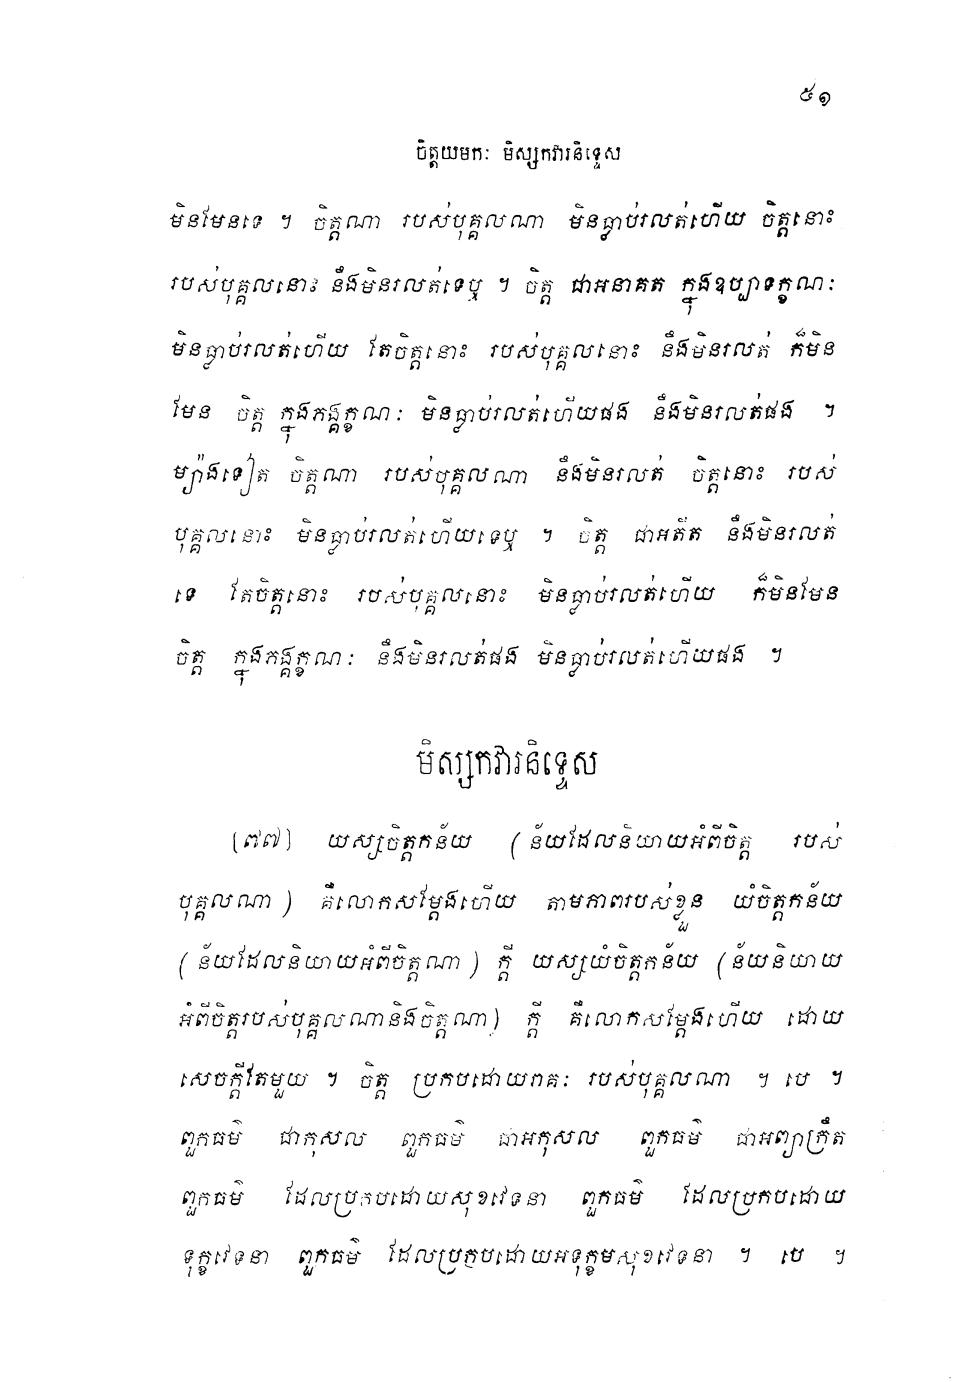 ៥១
ចិត្តយមកៈ មិស្សកវារនិទ្ទេស
មិនមែនទេ ។ ចិត្តណា របស់បុគ្គលណា មិនធ្លាប់រលត់ហើយ ចិត្តនោះ
របស់បុគ្គលនោះ នឹងមិនរលត់ទេឬ ។ ចិត្ត ជាអនាគត ក្នុងឧប្បាទក្ខណៈ
មិនធ្លាប់រលត់ហើយ តែចិត្តនោះ របស់បុគ្គលនោះ នឹងមិនរលត់ ក៏មិន
មែន ចិត្ត ក្នុងភង្គក្ខណៈ មិនធ្លាប់រលត់ហើយផង នឹងមិនរលត់ផង ។
ម្យ៉ាងទៀត ចិត្តណា របស់បុគ្គលណា នឹងមិនរលត់ ចិត្តនោះ របស់
បុគ្គលនោះ មិនធ្លាប់រលត់ហើយទេឬ ។ ចិត្ត ជាអតីត នឹងមិនរលត់
ទេ តែចិត្តនោះ របស់បុគ្គលនោះ មិនធ្លាប់រលត់ហើយ ក៏មិនមែន
ចិត្ត ក្នុងភង្គក្ខណៈ នឹងមិនរលត់ផង មិនធ្លាប់រលត់ហើយផង ។
មិស្សកវារនិទ្ទេស
(៧៧) យស្សចិត្តកន័យ (ន័យដែលនិយាយអំពីចិត្ត របស់
បុគ្គលណា) គឺលោកសម្តែងហើយ តាមភាពរបស់ខ្លួន យំចិត្តកន័យ
(ន័យដែលនិយាយអំពីចិត្តណា) ក្តី យស្សយំចិត្តកន័យ (ន័យនិយាយ
អំពីចិត្តរបស់បុគ្គលណានិងចិត្តណា) ក្តី គឺលោកសម្តែងហើយ ដោយ
សេចក្តីតែមួយ ។ ចិត្ត ប្រកបដោយរាគៈ របស់បុគ្គលណា ។ បេ ។
ពួកធម៌ ជាកុសល ពួកធម៌ ជាអកុសល ពួកធម៌ ជាអព្យាក្រឹត
ពួកធម៌ ដែលប្រកបដោយសុខវេទនា ពួកធម៌ ដែលប្រកបដោយ
ទុក្ខវេទនា ពួកធម៌ ដែលប្រកបដោយអទុក្ខមសុខវេទនា ។ បេ ។